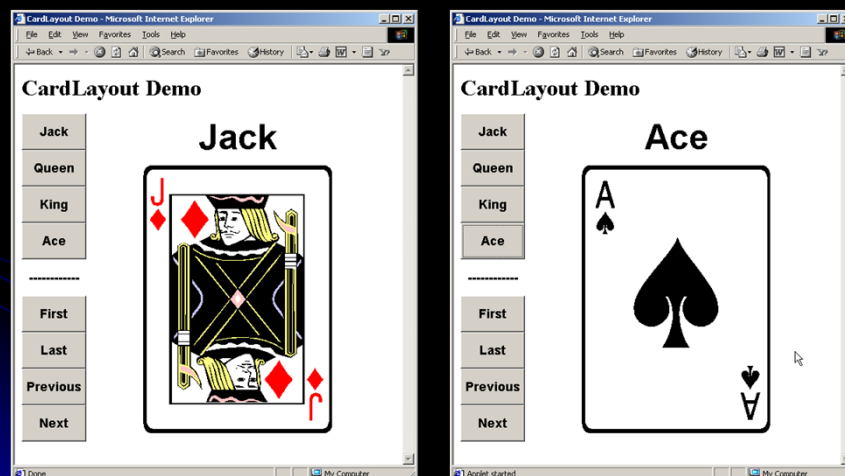 CardLayout Demo - Microsoft Internet Explorer
File Edit View Favorites Tools Help
Back Search Favorites History
CardLayout Demo
Jack
Queen
King
Ace
------------
First
Last
Previous
Next
Jack
J
J
Done My Computer
CardLayout Demo - Microsoft Internet Explorer
File Edit View Favorites Tools Help
Back Search Favorites History
CardLayout Demo
Jack
Queen
King
Ace
------------
First
Last
Previous
Next
Ace
A
A
Applet started My Computer